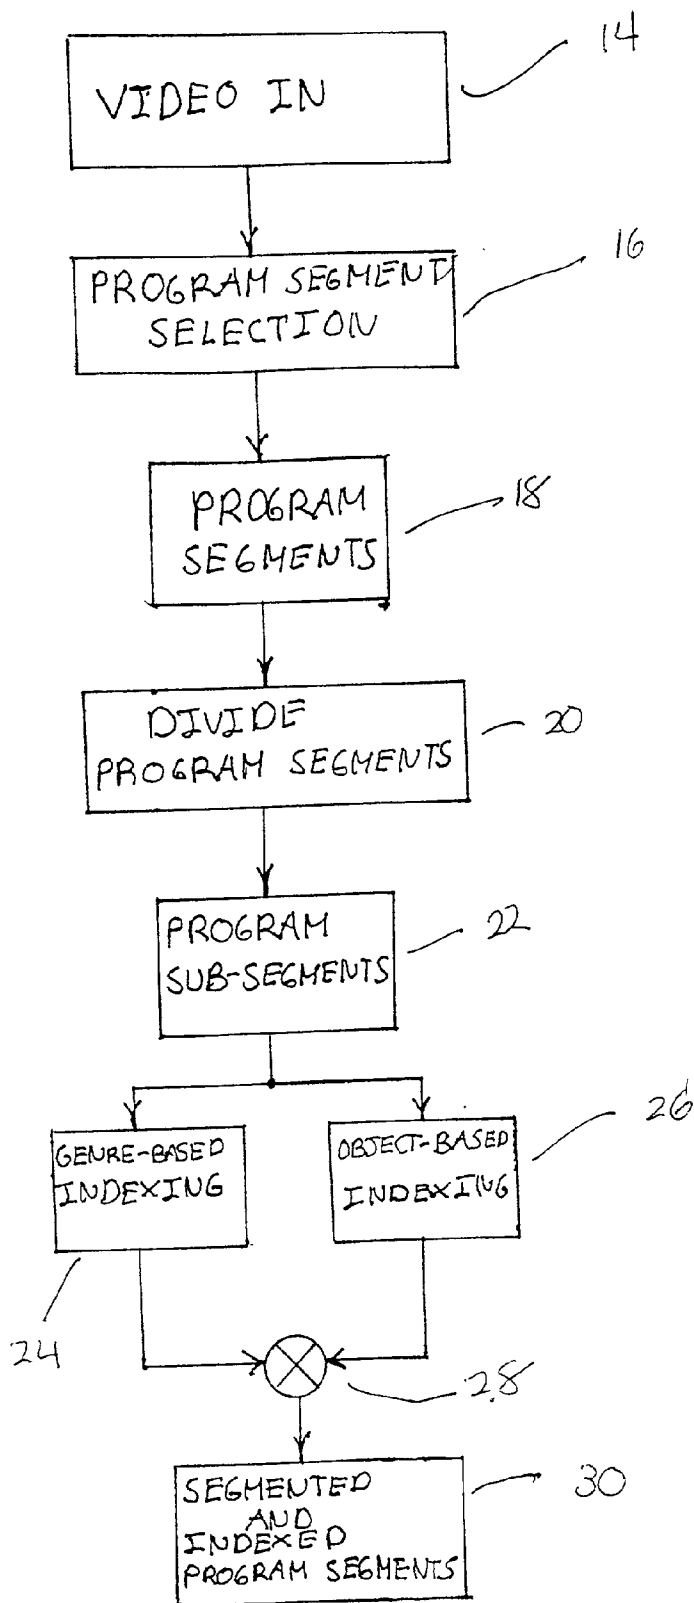 14
VIDEO IN
16
PROGRAM SEGMENT
SELECTION
18
PROGRAM
SEGMENTS
20
DIVIDE
PROGRAM SEGMENTS
22
PROGRAM
SUB-SEGMENTS
26
GENRE-BASED
INDEXING
OBJECT-BASED
INDEXING
24
28
30
SEGMENTED
AND
INDEXED
PROGRAM SEGMENTS